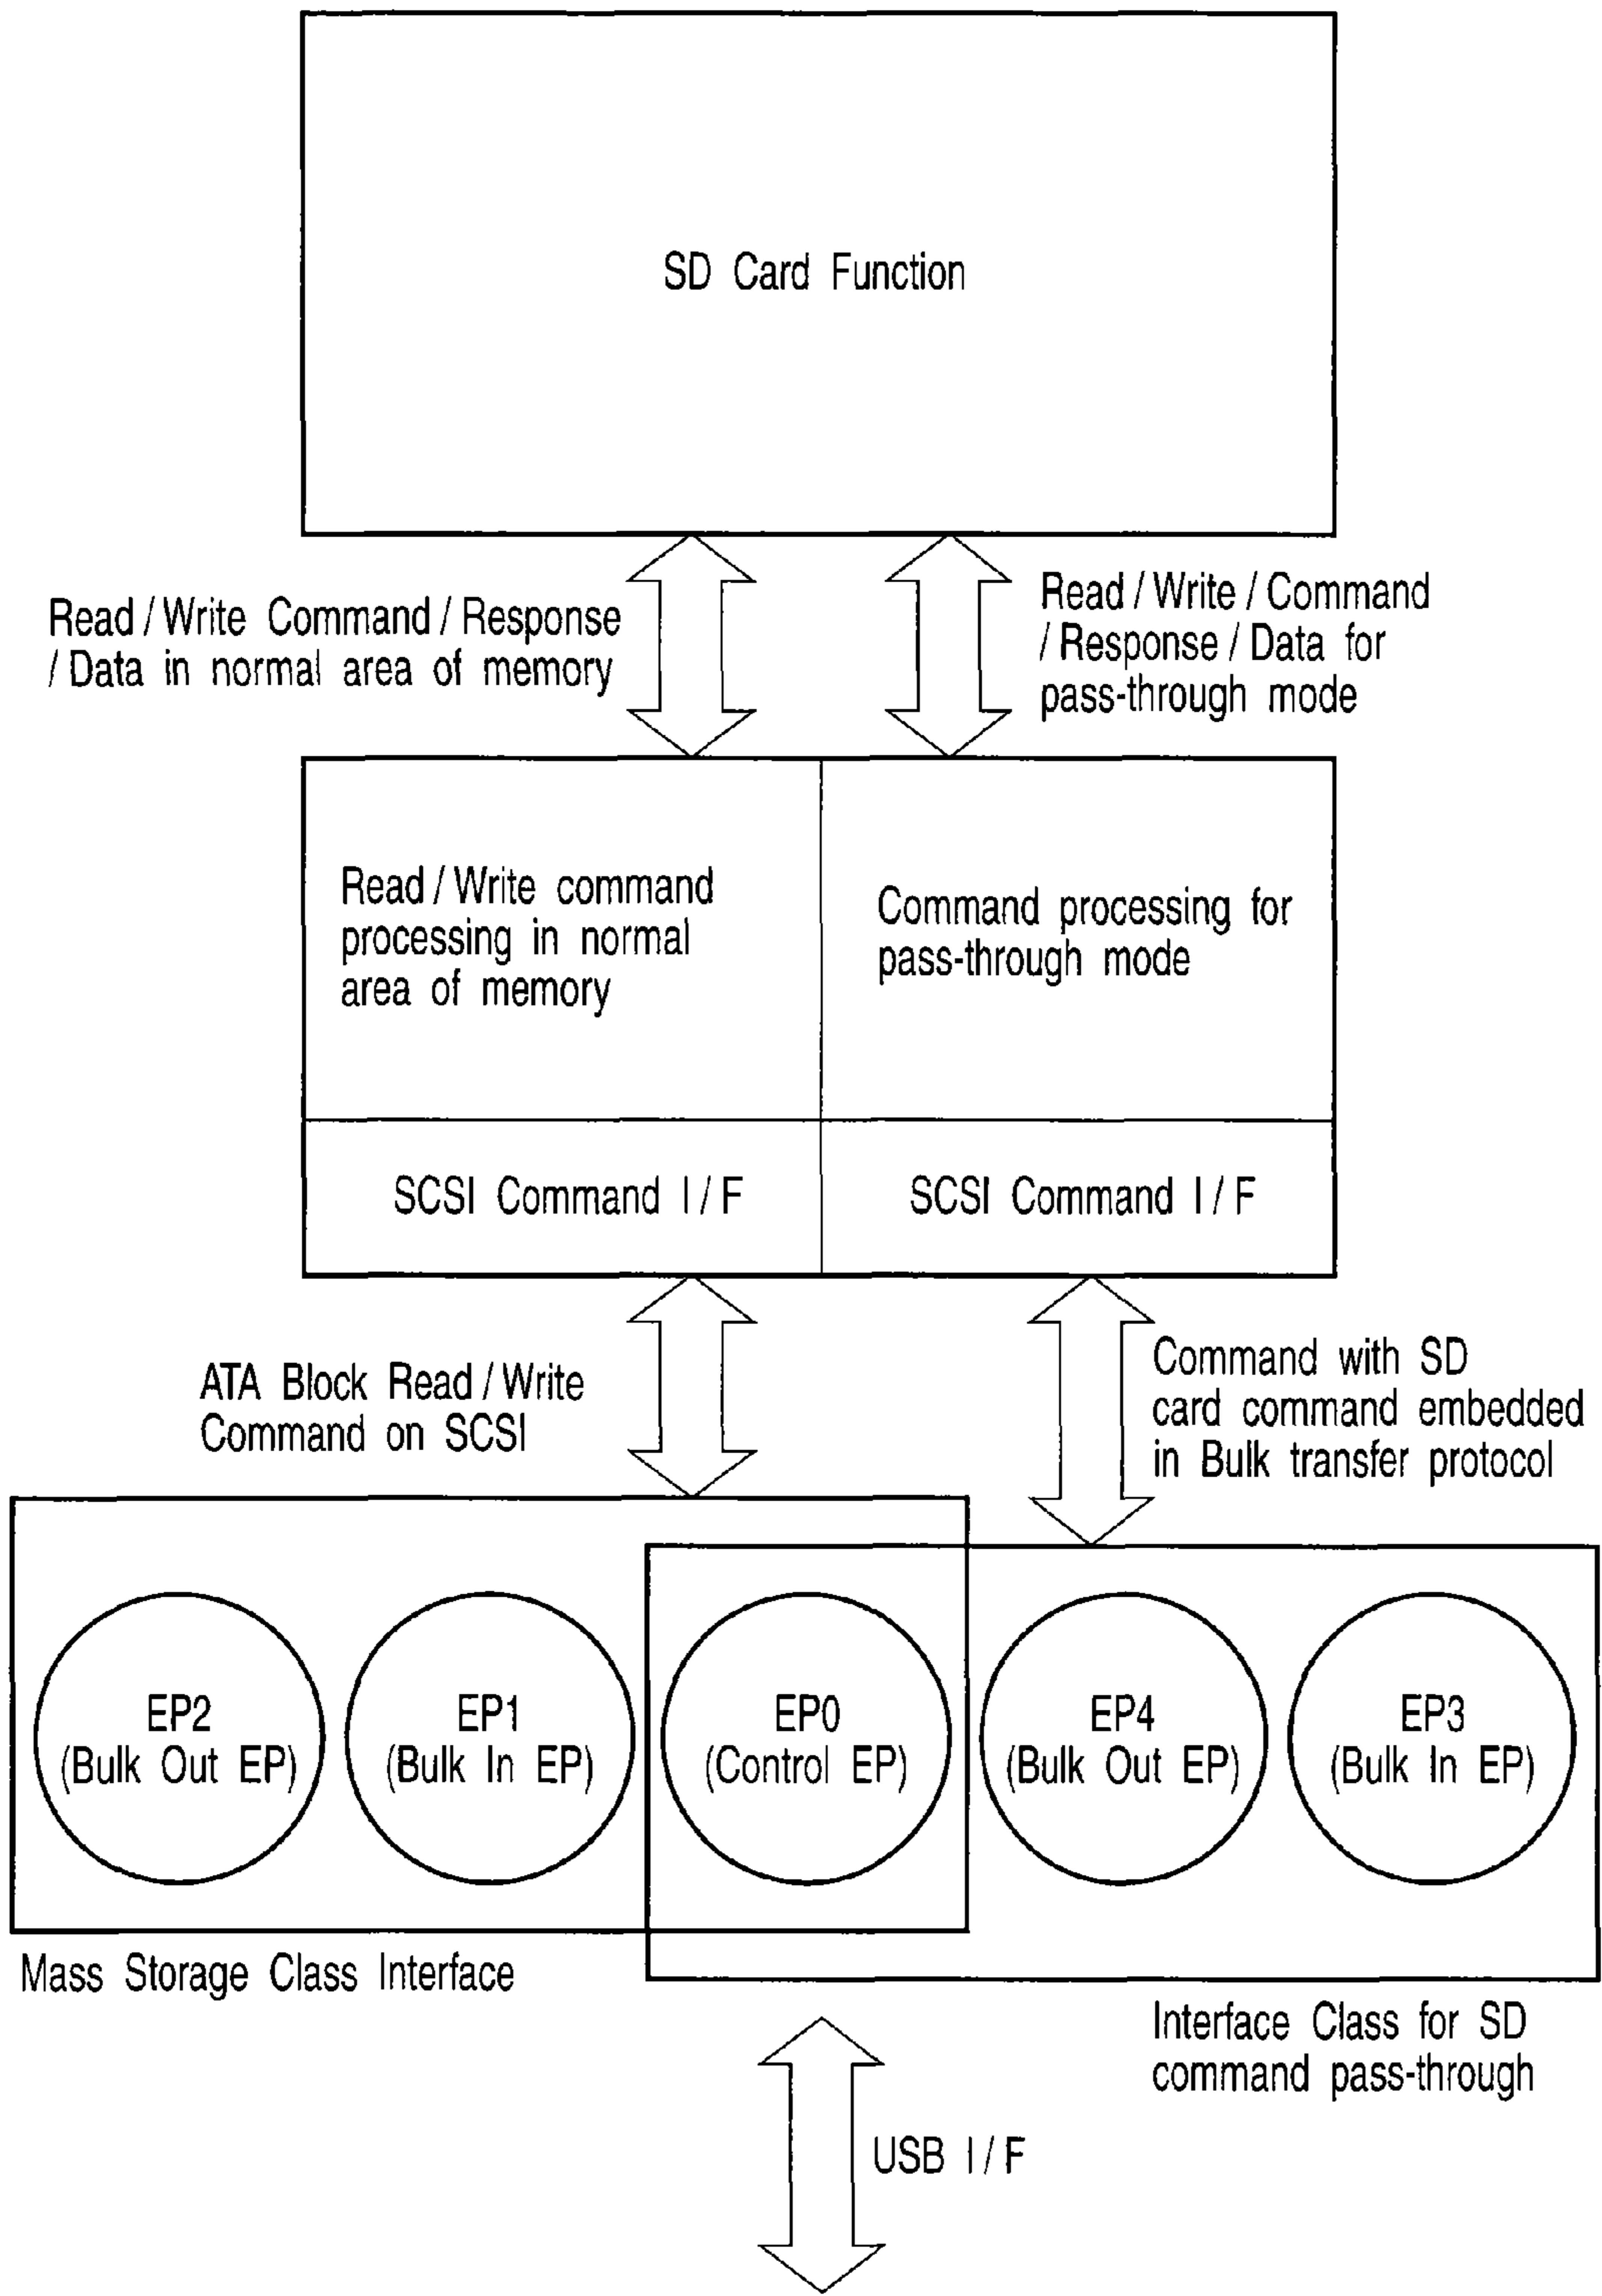 SD Card Function
Read / Write Command / Response
/ Data in normal area of memory
Read / Write / Command
/ Response / Data for
pass-through mode
Read / Write command
processing in normal
area of memory
Command processing for
pass-through mode
SCSI Command I / F
SCSI Command I / F
ATA Block Read / Write
Command on SCSI
Command with SD
card command embedded
in Bulk transfer protocol
EP2
(Bulk Out EP)
EP1
(Bulk In EP)
EP0
(Control EP)
EP4
(Bulk Out EP)
EP3
(Bulk In EP)
Mass Storage Class Interface
Interface Class for SD
command pass-through
USB I / F